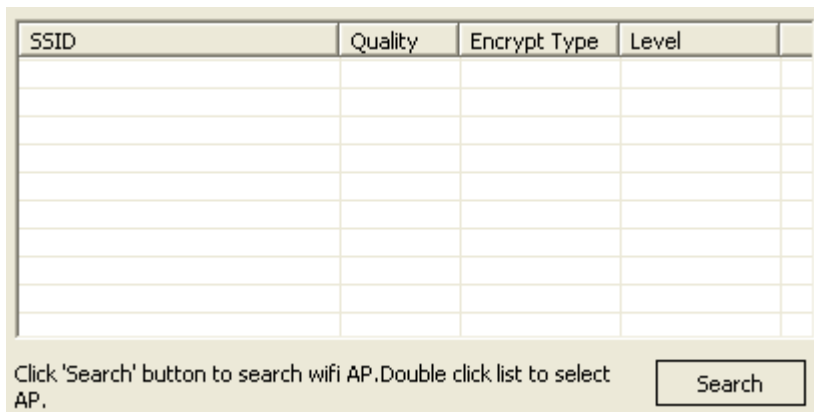 SSID Quality Encrypt Type Level
Click 'Search' button to search wifi AP.Double click list to select
AP.
Search